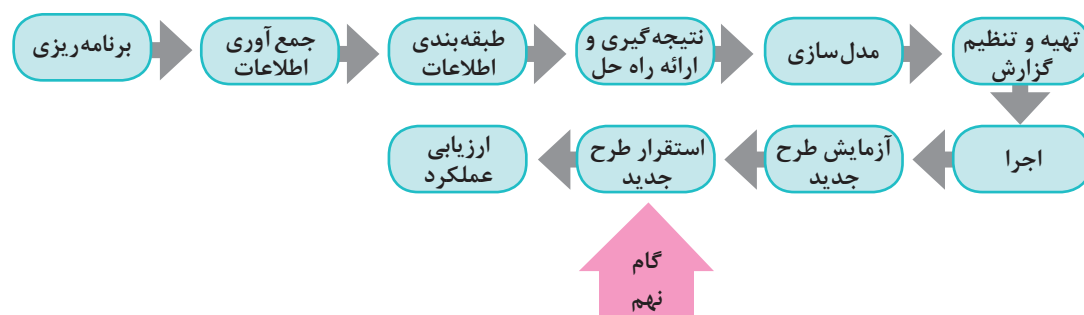 برنامه‌ریزی
جمع‌آوری
اطلاعات
طبقه‌بندی
اطلاعات
نتیجه‌گیری و
ارائه راه حل
مدل‌سازی
تهیه و تنظیم
گزارش
اجرا
آزمایش طرح
جدید
استقرار طرح
جدید
ارزیابی
عملکرد
گام
نهم